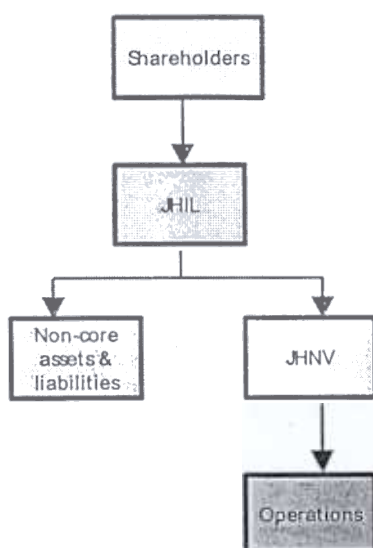 Shareholders
JHIL
Non-core
assets &
liabilities
JHNV
Operations